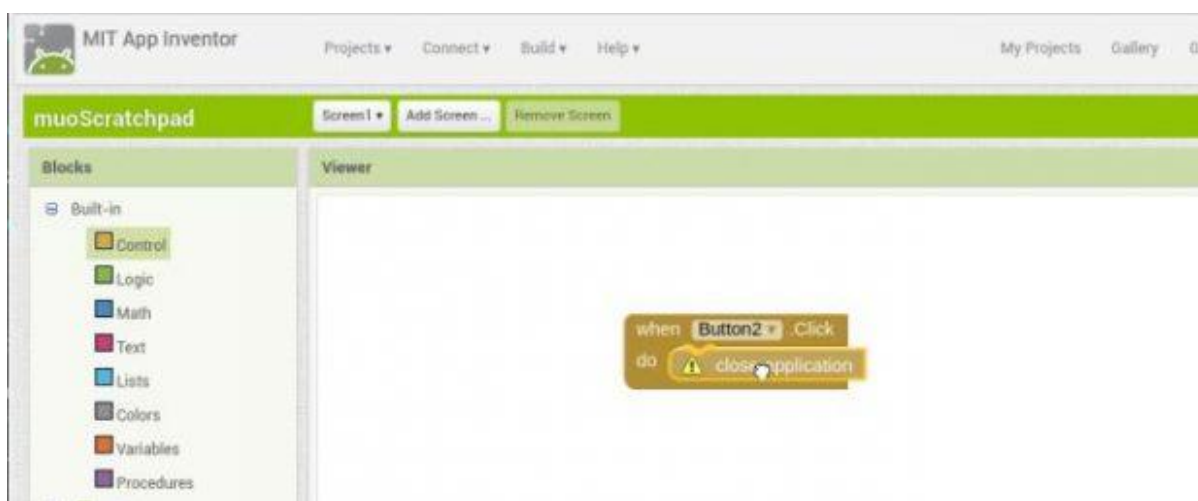 MIT App Inventor
Projects Connect Build Help My Projects Gallery
muoScratchpad Screen1 Add Screen ... Remove Screen
Blocks Viewer
Built-in
Control
Logic
Math
Text
Lists
Colors
Variables
Procedures
when Button2 .Click
do close application